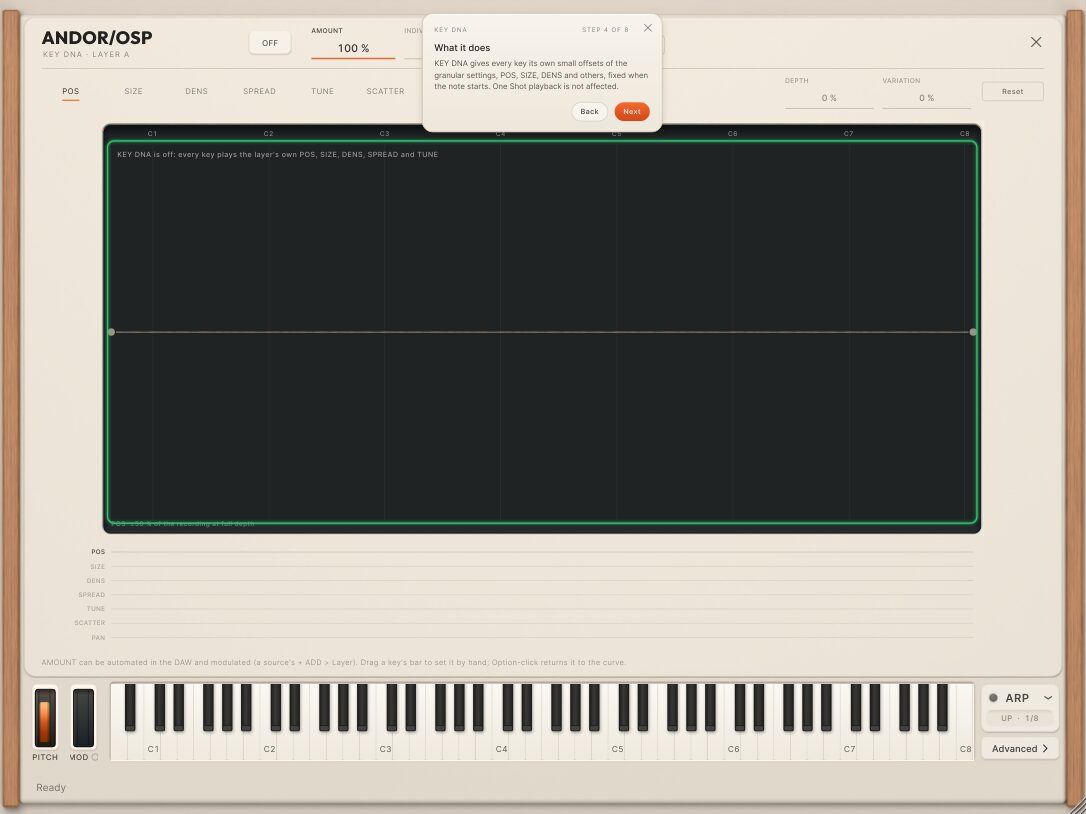 ANDOR/OSP
KEY DNA - LAYER A
OFF
AMOUNT
100 %
KEY DNA
STEP 4 OF 8
What it does
KEY DNA gives every key its own small offsets of the
granular settings, POS, SIZE, DENS and others, fixed when
the note starts. One Shot playback is not affected.
Back
Next
POS
SIZE
DENS
SPREAD
TUNE
SCATTER
DEPTH
0 %
VARIATION
0 %
Reset
C1 C2 C3 C4 C5 C6 C7 C8
KEY DNA is off: every key plays the layer's own POS, SIZE, DENS, SPREAD and TUNE
POS ±50 % of the recording at full depth
POS
SIZE
DENS
SPREAD
TUNE
SCATTER
PAN
AMOUNT can be automated in the DAW and modulated (a source's + ADD > Layer). Drag a key's bar to set it by hand; Option-click returns it to the curve.
PITCH
MOD
C1 C2 C3 C4 C5 C6 C7 C8
ARP
UP · 1/8
Advanced
Ready